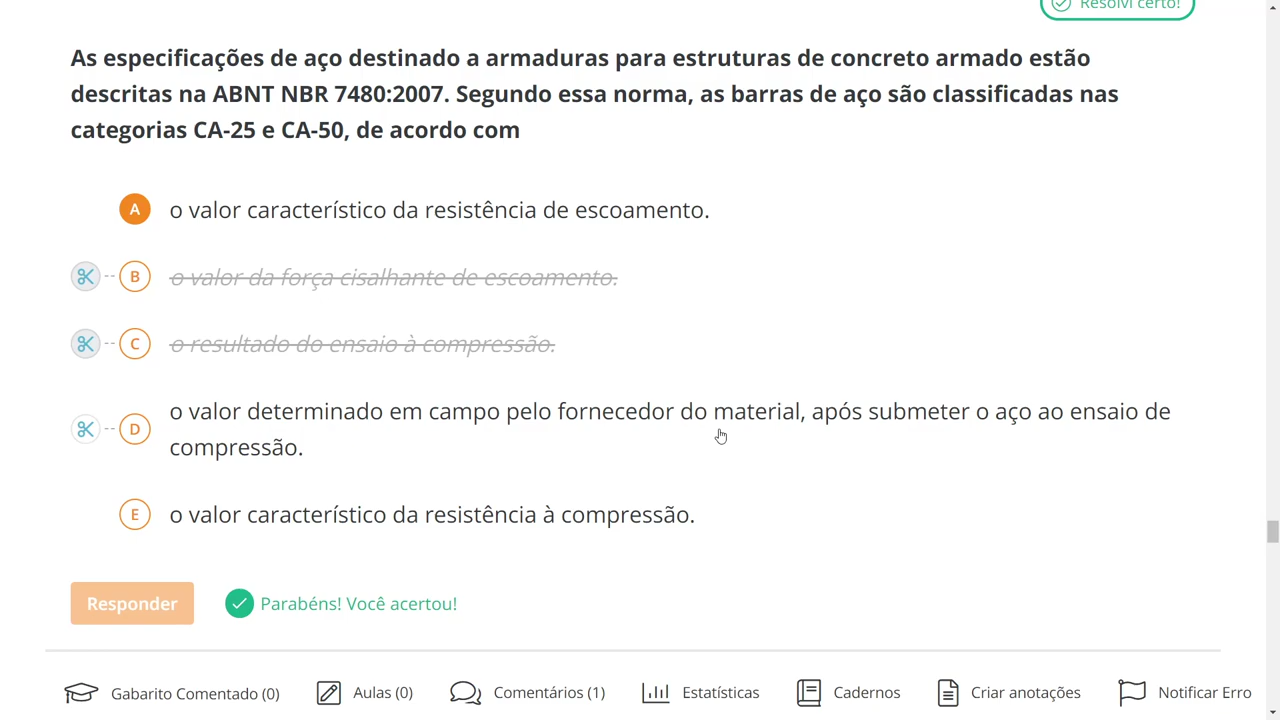 Resolvi certo!
As especificações de aço destinado a armaduras para estruturas de concreto armado estão
descritas na ABNT NBR 7480:2007. Segundo essa norma, as barras de aço são classificadas nas
categorias CA-25 e CA-50, de acordo com
A o valor característico da resistência de escoamento.
B o valor da força cisalhante de escoamento.
C o resultado do ensaio à compressão.
D o valor determinado em campo pelo fornecedor do material, após submeter o aço ao ensaio de
compressão.
E o valor característico da resistência à compressão.
Responder Parabéns! Você acertou!
Gabarito Comentado (0) Aulas (0) Comentários (1) Estatísticas Cadernos Criar anotações Notificar Erro